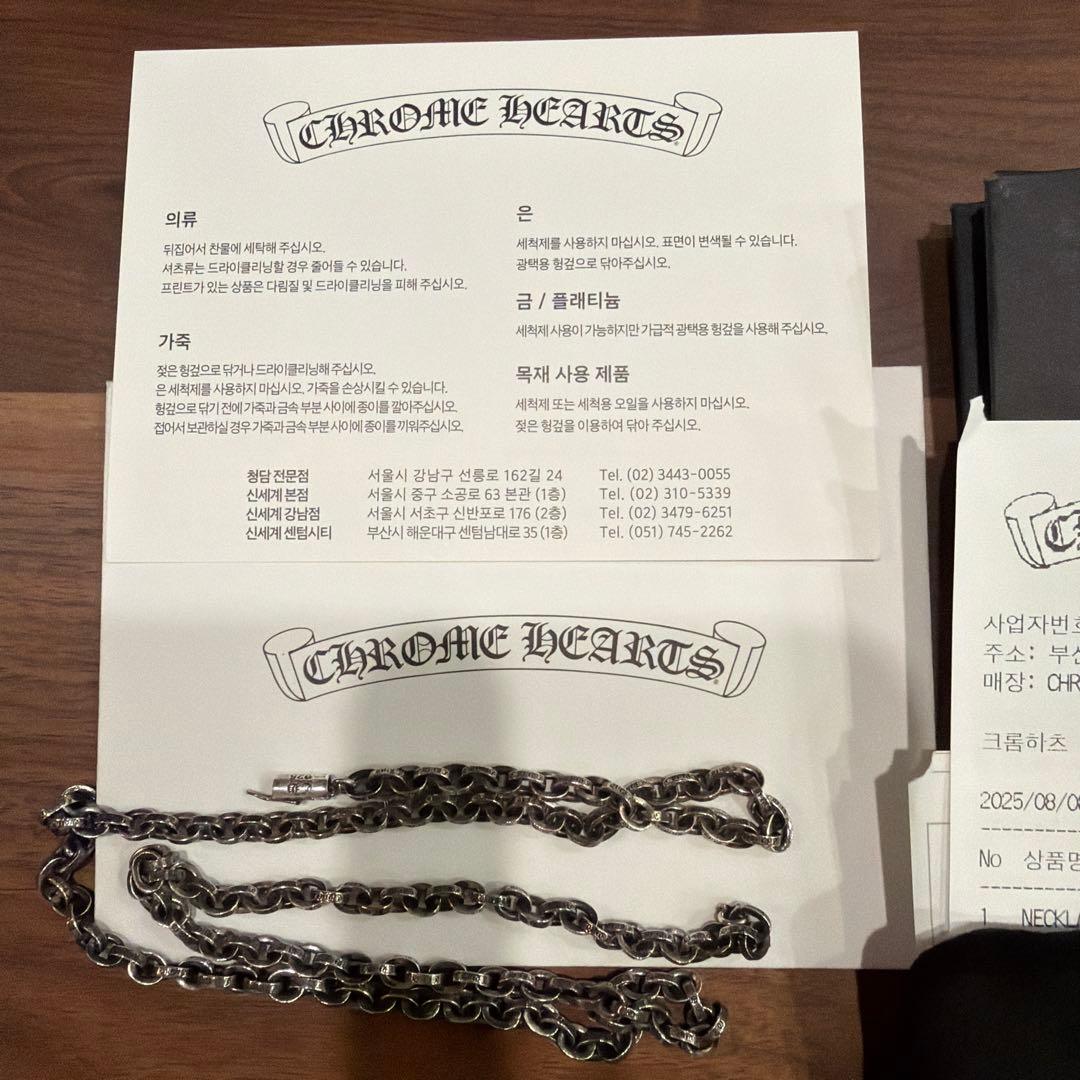 CHROME HEARTS
의류
뒤집어서 찬물에 세탁해 주십시오.
셔츠류는 드라이클리닝할 경우 줄어들 수 있습니다.
프린트가 있는 상품은 다림질 및 드라이클리닝을 피해 주십시오.
가죽
젖은 헝겊으로 닦거나 드라이클리닝해 주십시오.
은 세척제를 사용하지 마십시오. 가죽을 손상시킬 수 있습니다.
헝겊으로 닦기 전에 가죽과 금속 부분 사이에 종이를 깔아주십시오.
접어서 보관하실 경우 가죽과 금속 부분 사이에 종이를 끼워주십시오.
은
세척제를 사용하지 마십시오. 표면이 변색될 수 있습니다.
광택용 헝겊으로 닦아주십시오.
금 / 플래티늄
세척제 사용이 가능하지만 가급적 광택용 헝겊을 사용해 주십시오.
목재 사용 제품
세척제 또는 세척용 오일을 사용하지 마십시오.
젖은 헝겊을 이용하여 닦아 주십시오.
청담 전문점 서울시 강남구 선릉로 162길 24 Tel. (02) 3443-0055
신세계 본점 서울시 중구 소공로 63 본관 (1층) Tel. (02) 310-5339
신세계 강남점 서울시 서초구 신반포로 176 (2층) Tel. (02) 3479-6251
신세계 센텀시티 부산시 해운대구 센텀남대로 35 (1층) Tel. (051) 745-2262
CHROME HEARTS
사업자번호
주소: 부산
매장: CHR
크롬하츠
2025/08/08
No 상품명
1 NECKLA